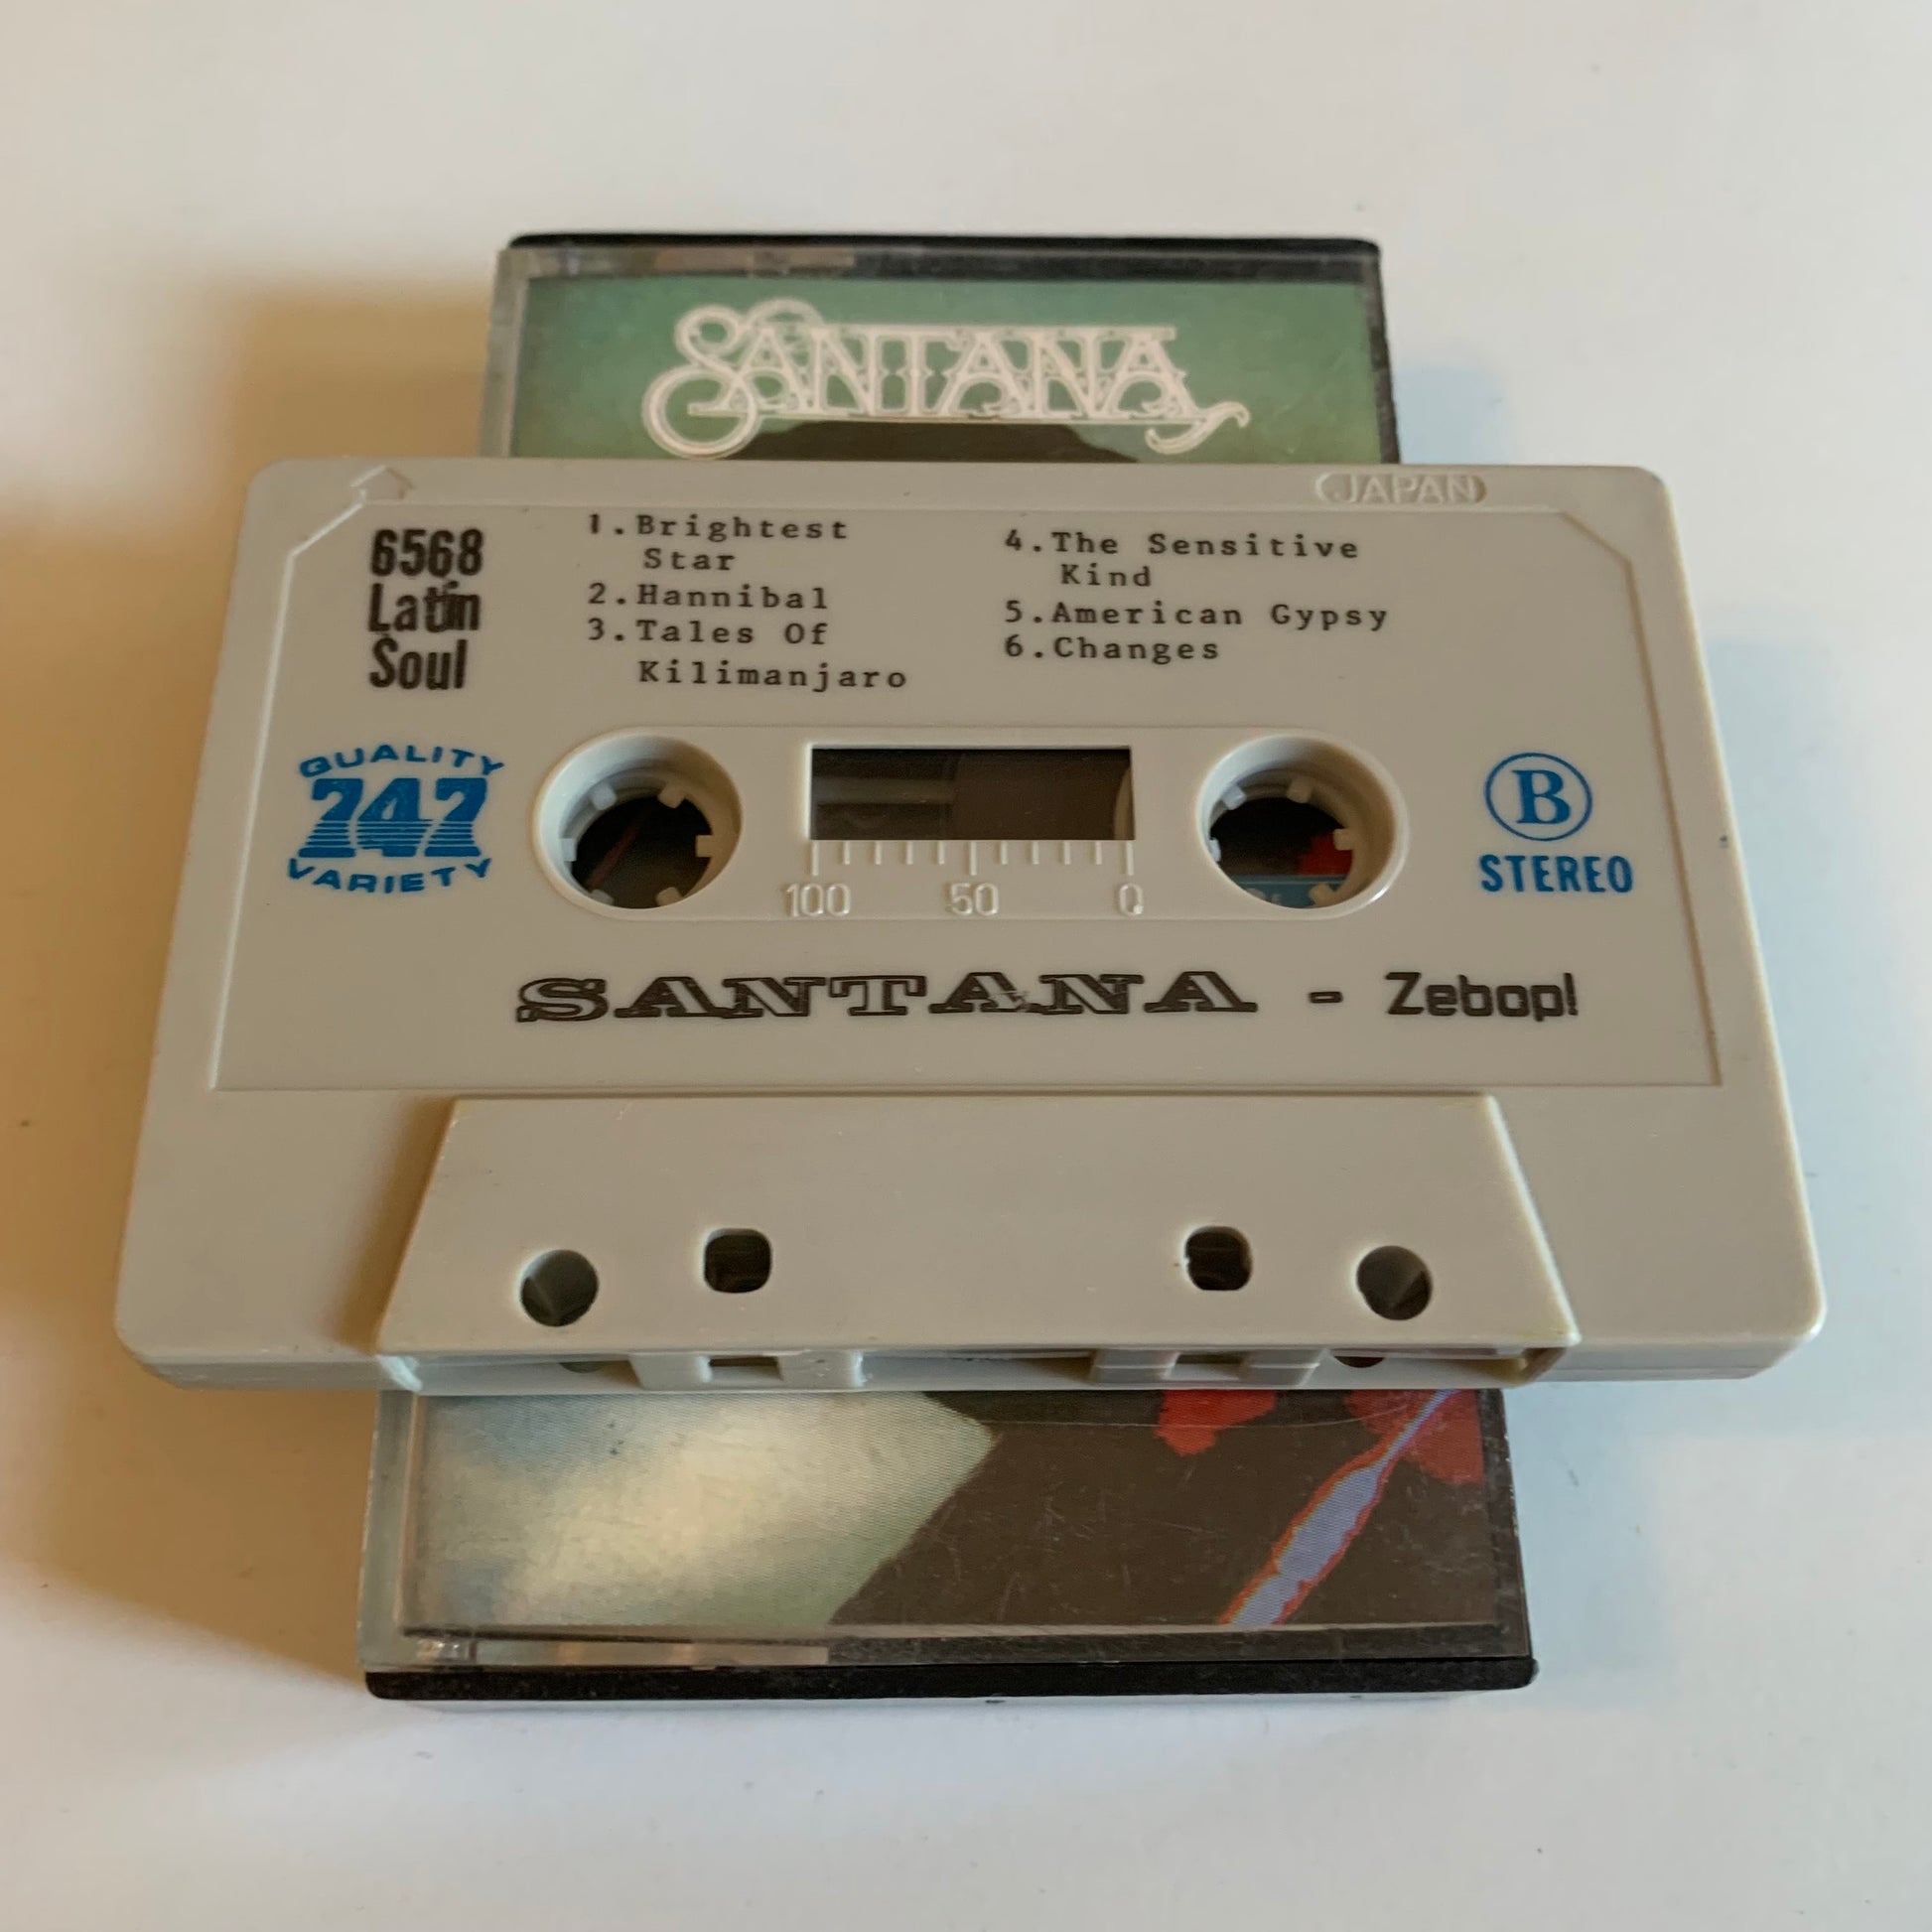 SANTANA
JAPAN
6568
Latin
Soul
1.Brightest
Star
2.Hannibal
3.Tales Of
Kilimanjaro
4.The Sensitive
Kind
5.American Gypsy
6.Changes
QUALITY
747
VARIETY
100 50 0
B
STEREO
SANTANA - Zebop!